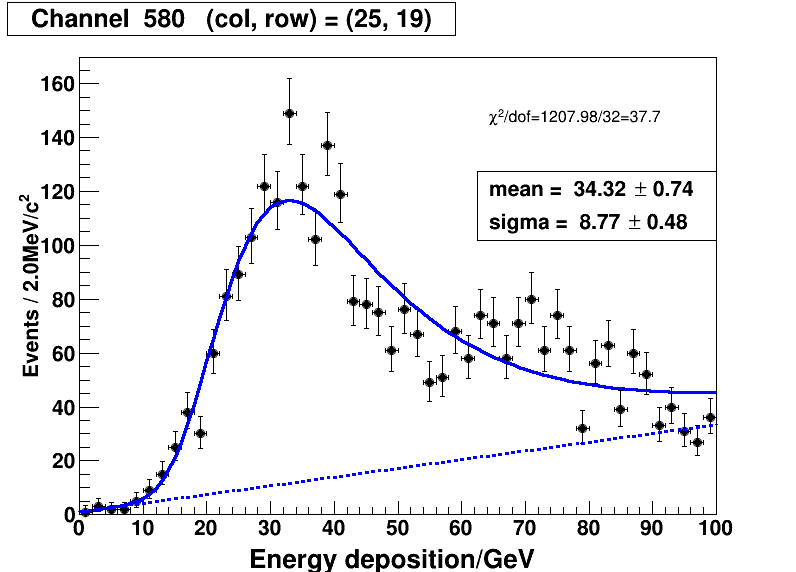 Channel 580 (col, row) = (25, 19)
χ²/dof=1207.98/32=37.7
mean = 34.32 ± 0.74
sigma = 8.77 ± 0.48
Events / 2.0MeV/c²
160
140
120
100
80
60
40
20
0
0 10 20 30 40 50 60 70 80 90 100
Energy deposition/GeV